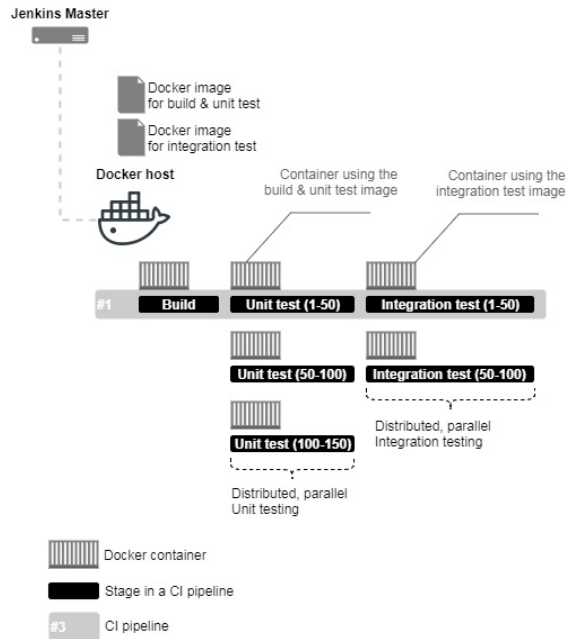 Jenkins Master
Docker image
for build & unit test
Docker image
for integration test
Docker host
Container using the
build & unit test image
Container using the
integration test image
#1
Build
Unit test (1-50)
Integration test (1-50)
Unit test (50-100)
Integration test (50-100)
Unit test (100-150)
Distributed, parallel
Integration testing
Distributed, parallel
Unit testing
Docker container
Stage in a CI pipeline
#3
CI pipeline